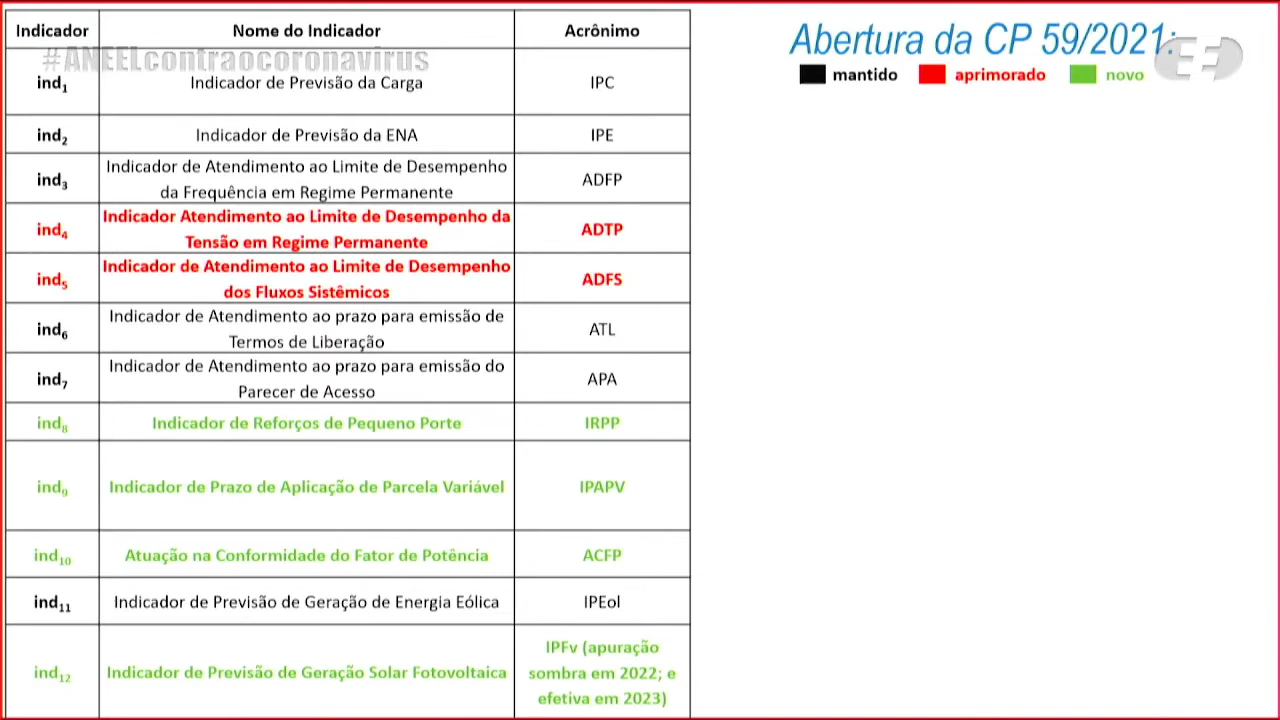 Indicador Nome do Indicador Acrônimo
#ANEELcontraocoronavirus
ind1 Indicador de Previsão da Carga IPC
ind2 Indicador de Previsão da ENA IPE
Indicador de Atendimento ao Limite de Desempenho
da Frequência em Regime Permanente
ind3 ADFP
Indicador Atendimento ao Limite de Desempenho da
Tensão em Regime Permanente
ind4 ADTP
Indicador de Atendimento ao Limite de Desempenho
dos Fluxos Sistêmicos
ind5 ADFS
Indicador de Atendimento ao prazo para emissão de
Termos de Liberação
ind6 ATL
Indicador de Atendimento ao prazo para emissão do
Parecer de Acesso
ind7 APA
ind8 Indicador de Reforços de Pequeno Porte IRPP
ind9 Indicador de Prazo de Aplicação de Parcela Variável IPAPV
ind10 Atuação na Conformidade do Fator de Potência ACFP
ind11 Indicador de Previsão de Geração de Energia Eólica IPEol
ind12 Indicador de Previsão de Geração Solar Fotovoltaica
IPFv (apuração
sombra em 2022; e
efetiva em 2023)
Abertura da CP 59/2021:
mantido aprimorado novo